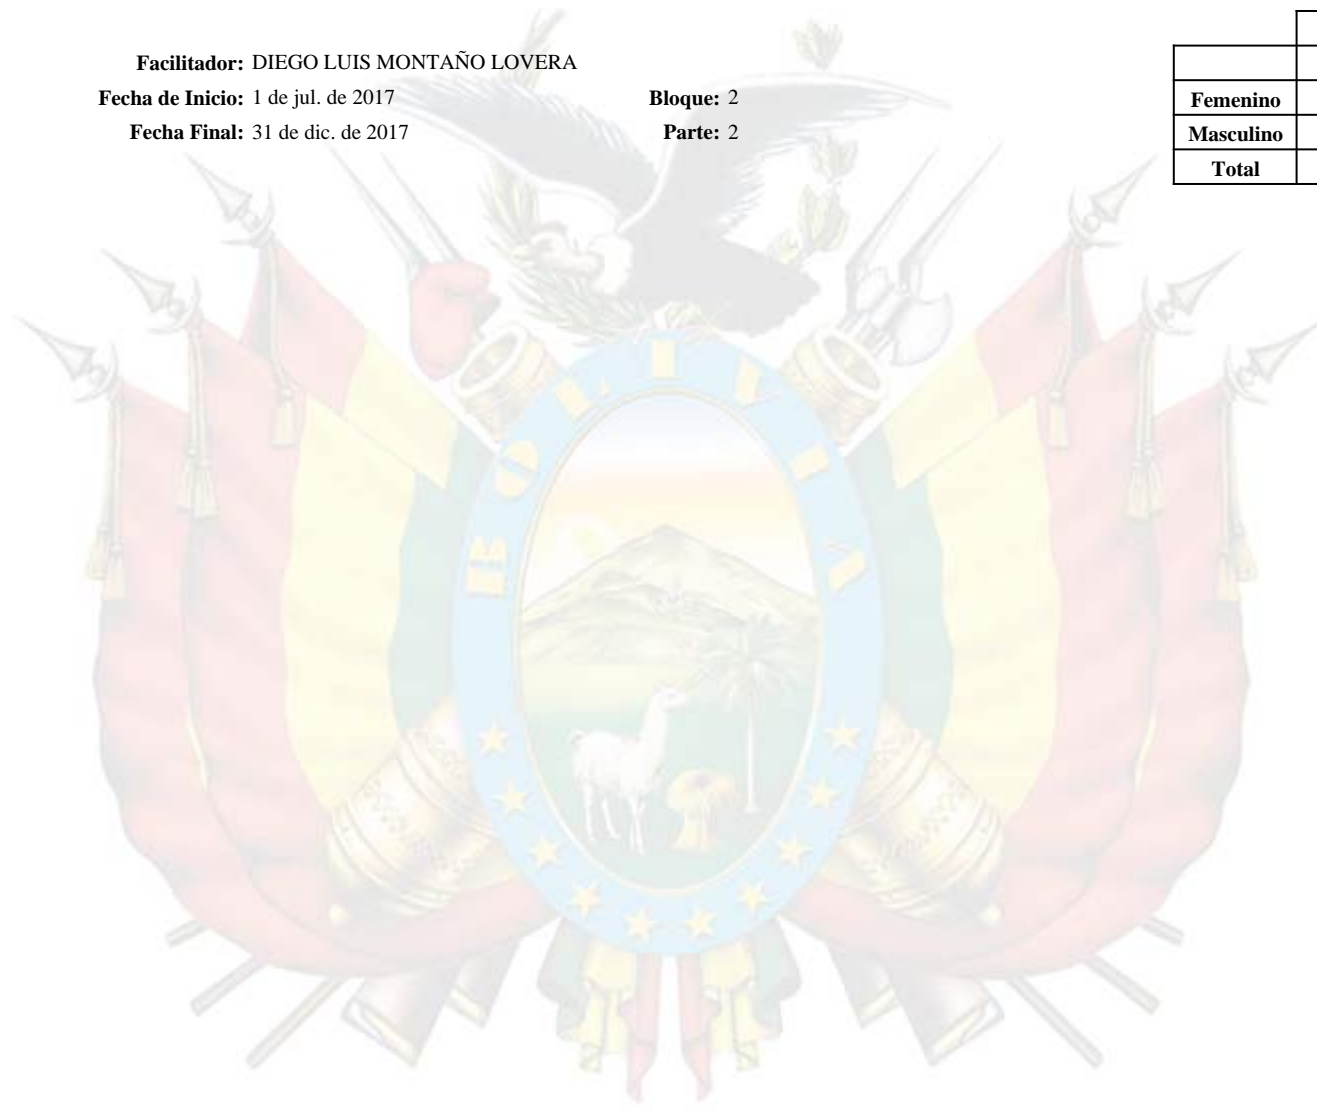 Facilitador: DIEGO LUIS MONTAÑO LOVERA
Fecha de Inicio: 1 de jul. de 2017 Bloque: 2
Fecha Final: 31 de dic. de 2017 Parte: 2
Femenino
Masculino
Total
BOLIVIA